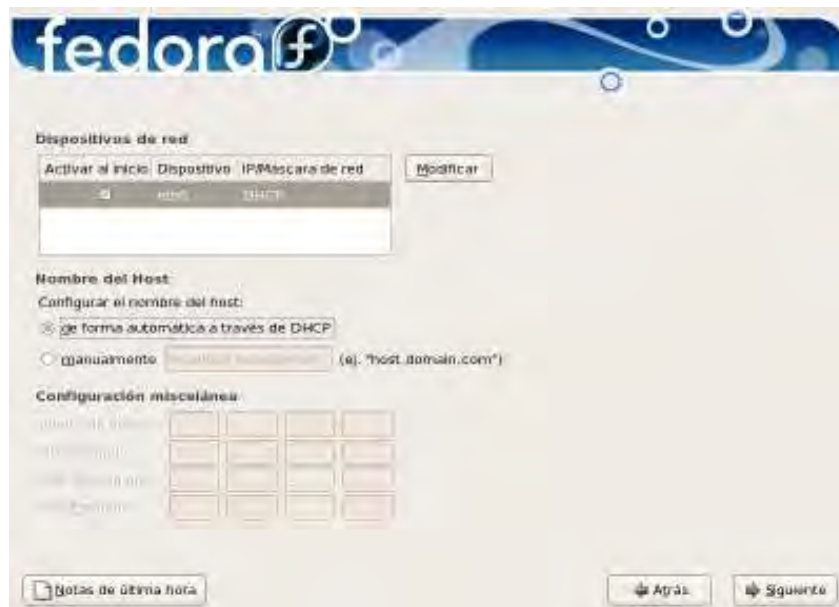 fedora
Dispositivos de red
Activar al inicio Dispositivo IP/Máscara de red
Modificar
eth0 DHCP
Nombre del Host
Configurar el nombre del host:
de forma automática a través de DHCP
manualmente (ej. "host.domain.com")
Configuración miscelánea
Notas de última hora
Atrás
Siguiente